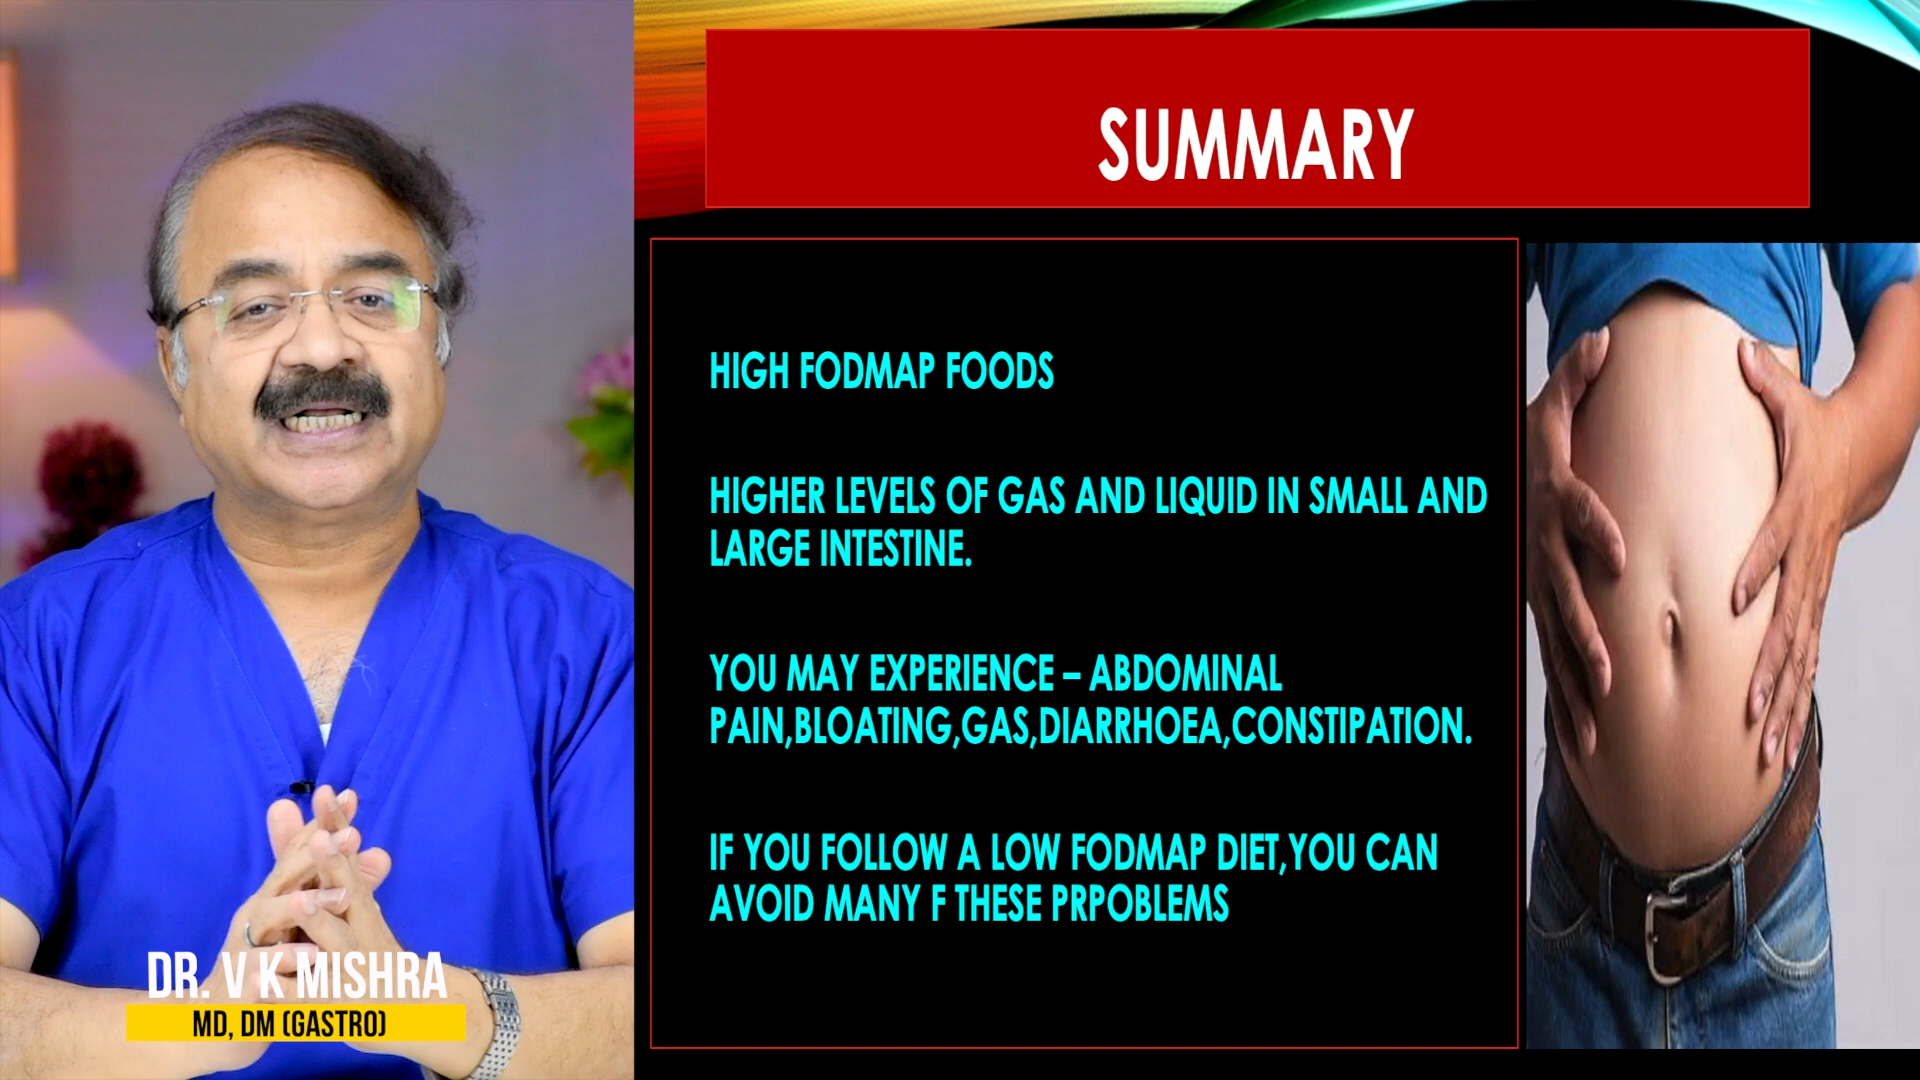 SUMMARY
HIGH FODMAP FOODS
HIGHER LEVELS OF GAS AND LIQUID IN SMALL AND
LARGE INTESTINE.
YOU MAY EXPERIENCE – ABDOMINAL
PAIN,BLOATING,GAS,DIARRHOEA,CONSTIPATION.
IF YOU FOLLOW A LOW FODMAP DIET,YOU CAN
AVOID MANY F THESE PRPOBLEMS
DR. V K MISHRA
MD, DM (GASTRO)